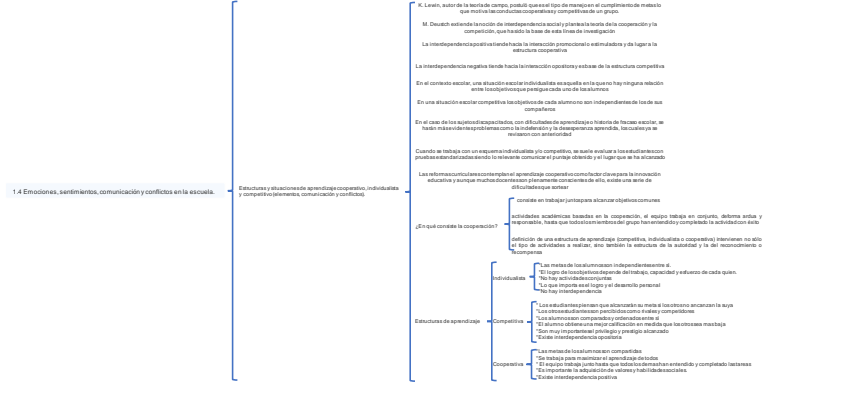 K. Lewin, autor de la teoría de campo, postuló que es el tipo de manejo en el cumplimiento de metas lo
que motiva las conductas cooperativas y competitivas de un grupo.
M. Deutsch extiende la noción de interdependencia social y plantea la teoría de la cooperación y la
competición, que ha sido la base de esta línea de investigación
La interdependencia positiva tiende hacia la interacción promocional o estimuladora y da lugar a la
estructura cooperativa
La interdependencia negativa tiende hacia la interacción opositora y es base de la estructura competitiva
En el contexto escolar, una situación escolar individualista es aquella en la que no hay ninguna relación
entre los objetivos que persigue cada uno de los alumnos
En una situación escolar competitiva los objetivos de cada alumno no son independientes de los de sus
compañeros
En el caso de los sujetos discapacitados, con dificultades de aprendizaje o historia de fracaso escolar, se
harán más evidentes problemas como la indefensión y la desesperanza aprendida, los cuales ya se
revisaron con anterioridad
Cuando se trabaja con un esquema individualista y/o competitivo, se suele evaluar a los estudiantes con
pruebas estandarizadas siendo lo relevante comunicar el puntaje obtenido y el lugar que se ha alcanzado
1.4 Emociones, sentimientos, comunicación y conflictos en la escuela.
Estructuras y situaciones de aprendizaje cooperativo, individualista
y competitivo (elementos, comunicación y conflictos).
Las reformas curriculares contemplan el aprendizaje cooperativo como factor clave para la innovación
educativa y aunque muchos docentes son plenamente conscientes de ello, existe una serie de
dificultades que sortear
¿En qué consiste la cooperación?
consiste en trabajar juntos para alcanzar objetivos comunes
actividades académicas basadas en la cooperación, el equipo trabaja en conjunto, de forma ardua y
responsable, hasta que todos los miembros del grupo han entendido y completado la actividad con éxito
definición de una estructura de aprendizaje (competitiva, individualista o cooperativa) intervienen no sólo
el tipo de actividades a realizar, sino también la estructura de la autoridad y la del reconocimiento o
recompensa
Estructuras de aprendizaje
Individualista
*Las metas de los alumnos son independientes entre sí.
*El logro de los objetivos depende del trabajo, capacidad y esfuerzo de cada quien.
*No hay actividades conjuntas
*Lo que importa es el logro y el desarrollo personal
*No hay interdependencia
Competitiva
* Los estudiantes piensan que alcanzarán su meta si los otros no ancanzan la suya
*Los otros estudiantes son percibidos como rivales y competidores
*Los alumnos son comparados y ordenados entre sí
*El alumno obtiene una mejor calificación en medida que los otros sea mas baja
*Son muy importantes el privilegio y prestigio alcanzado
*Existe interdependencia opositoria
Cooperativa
*Las metas de los alumnos son compartidas
*Se trabaja para maximizar el aprendizaje de todos
* El equipo trabaja junto hasta que todos los demas han entendido y completado las tareas
*Es importante la adquisición de valores y habilidades sociales.
*Existe interdependencia positiva